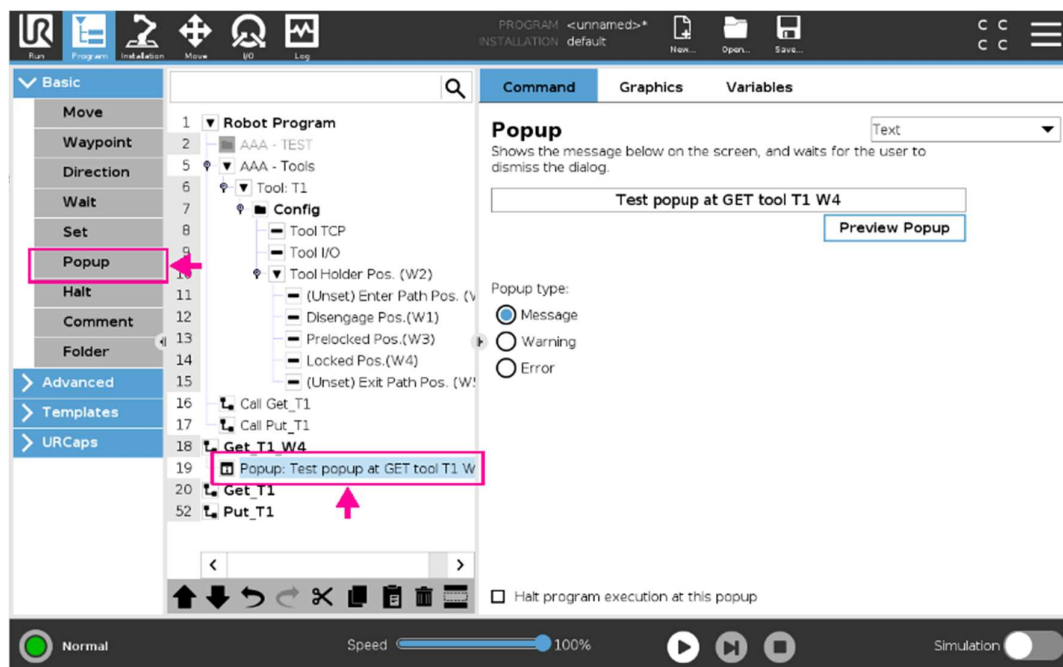 UR
PROGRAM <unnamed>*
INSTALLATION default
Run
Program
Installation
Move
I/O
Log
New...
Open...
Save...
C C
C C
Basic
Move
Waypoint
Direction
Wait
Set
Popup
Halt
Comment
Folder
Advanced
Templates
URCaps
1 Robot Program
2 AAA - TEST
5 AAA - Tools
6 Tool: T1
7 Config
8 Tool TCP
9 Tool I/O
10 Tool Holder Pos. (W2)
11 (Unset) Enter Path Pos. (
12 Disengage Pos.(W1)
13 Prelocked Pos.(W3)
14 Locked Pos.(W4)
15 (Unset) Exit Path Pos. (W
16 Call Get_T1
17 Call Put_T1
18 Get_T1_W4
19 Popup: Test popup at GET tool T1 W
20 Get_T1
52 Put_T1
Command Graphics Variables
Popup
Text
Shows the message below on the screen, and waits for the user to
dismiss the dialog.
Test popup at GET tool T1 W4
Preview Popup
Popup type:
Message
Warning
Error
Halt program execution at this popup
Normal
Speed 100%
Simulation